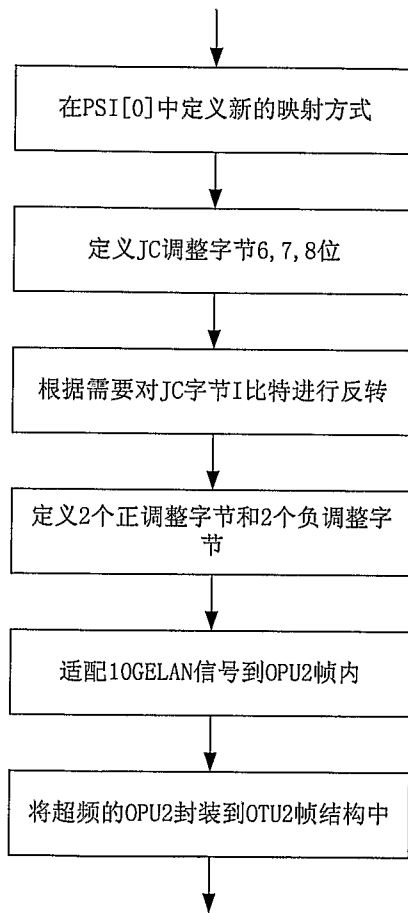 在PSI[0]中定义新的映射方式
定义JC调整字节6,7,8位
根据需要对JC字节I比特进行反转
定义2个正调整字节和2个负调整字
节
适配10GELAN信号到OPU2帧内
将超频的OPU2封装到OTU2帧结构中